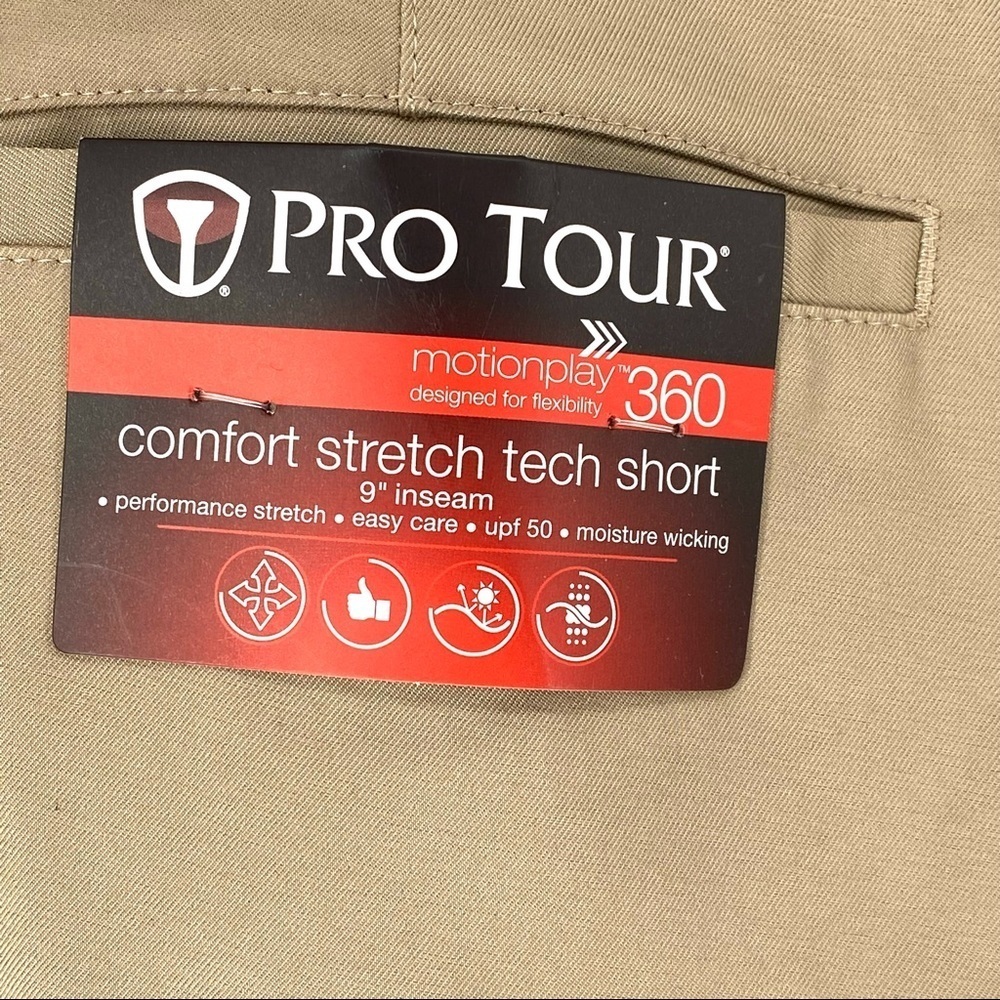 PRO TOUR®
®
motionplay™ 360
designed for flexibility
comfort stretch tech short
9" inseam
• performance stretch • easy care • upf 50 • moisture wicking